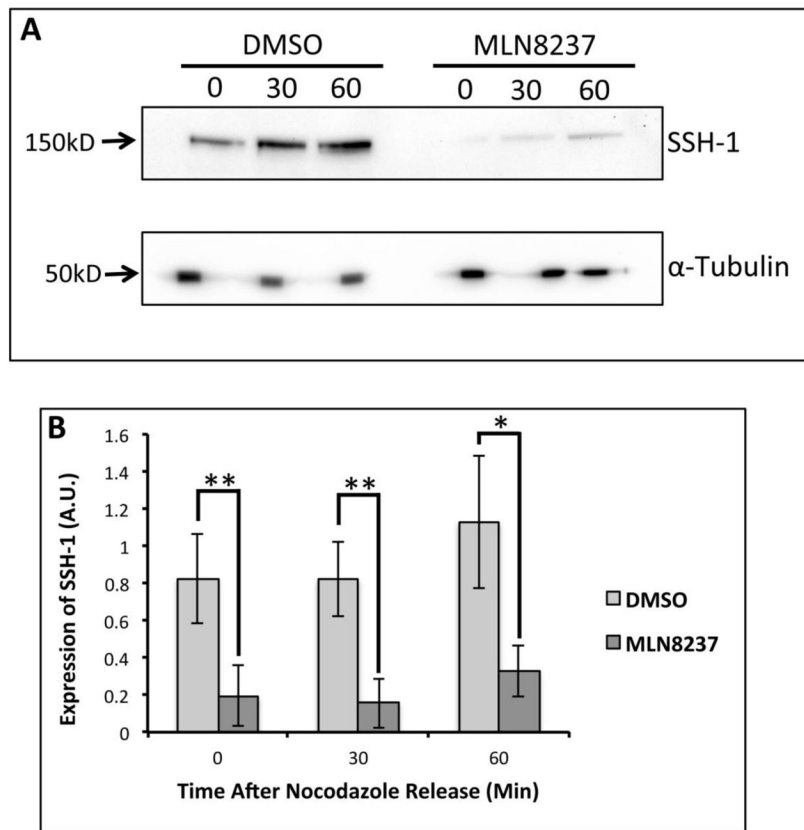 A
DMSO MLN8237
0 30 60 0 30 60
150kD SSH-1
50kD α-Tubulin
B
Expression of SSH-1 (A.U.)
1.6
1.4
1.2
1
0.8
0.6
0.4
0.2
0
** ** *
0 30 60
Time After Nocodazole Release (Min)
DMSO
MLN8237